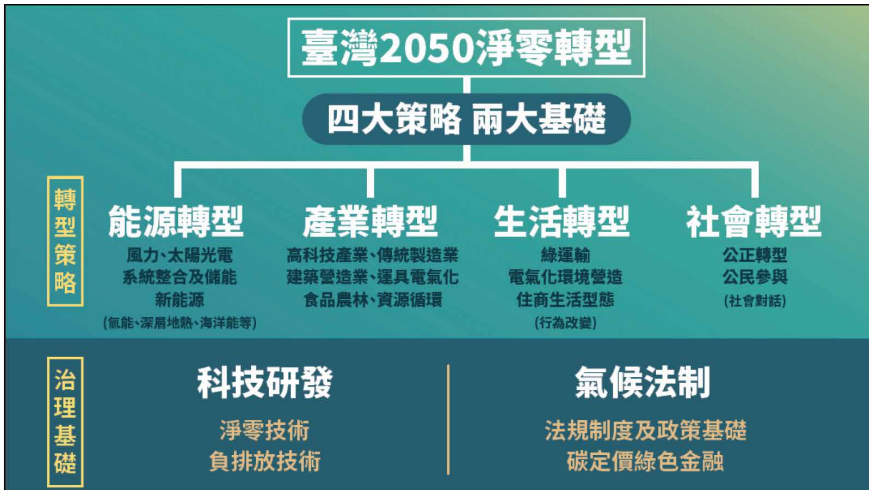 臺灣2050淨零轉型
四大策略 兩大基礎
轉型策略
能源轉型
風力、太陽光電
系統整合及儲能
新能源
(氫能、深層地熱、海洋能等)
產業轉型
高科技產業、傳統製造業
建築營造業、運具電氣化
食品農林、資源循環
生活轉型
綠運輸
電氣化環境營造
住商生活型態
(行為改變)
社會轉型
公正轉型
公民參與
(社會對話)
治理基礎
科技研發
淨零技術
負排放技術
氣候法制
法規制度及政策基礎
碳定價綠色金融